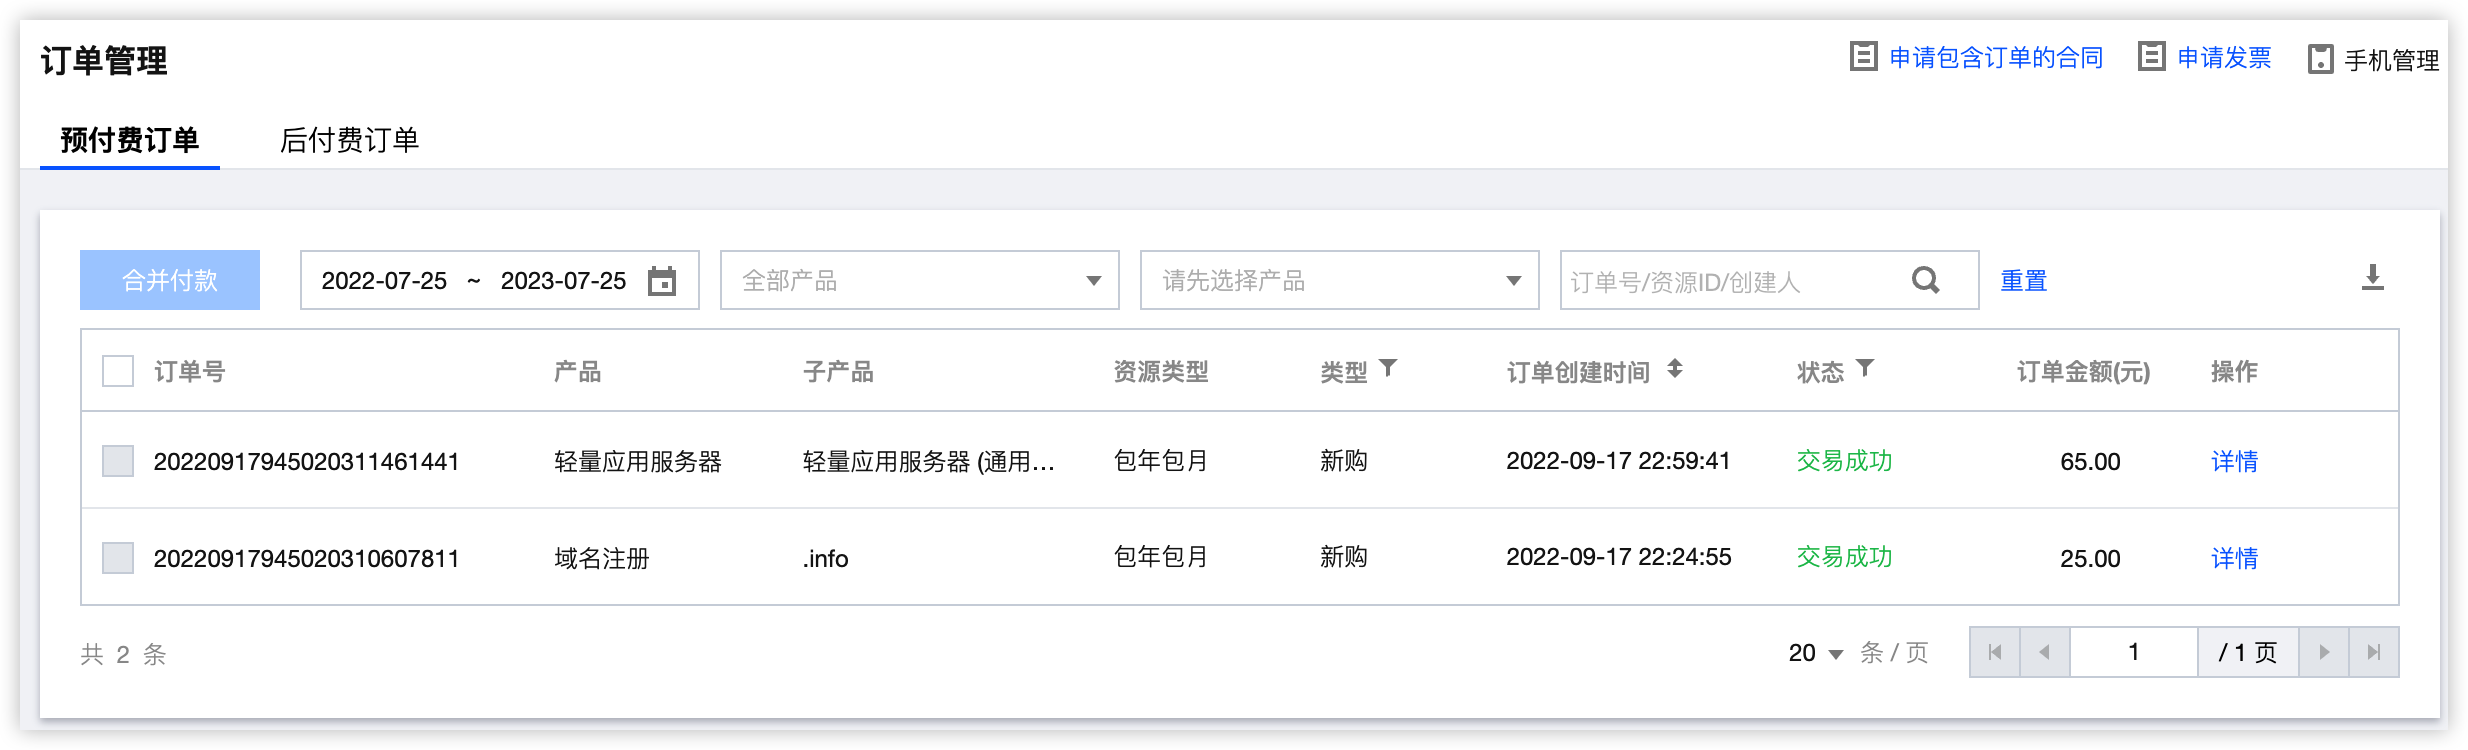 订单管理
申请包含订单的合同 申请发票 手机管理
预付费订单 后付费订单
合并付款 2022-07-25 ~ 2023-07-25 全部产品 请先选择产品 订单号/资源ID/创建人 重置
订单号 产品 子产品 资源类型 类型 订单创建时间 状态 订单金额(元) 操作
20220917945020311461441 轻量应用服务器 轻量应用服务器 (通用... 包年包月 新购 2022-09-17 22:59:41 交易成功 65.00 详情
20220917945020310607811 域名注册 .info 包年包月 新购 2022-09-17 22:24:55 交易成功 25.00 详情
共 2 条 20 条 / 页 1 / 1 页